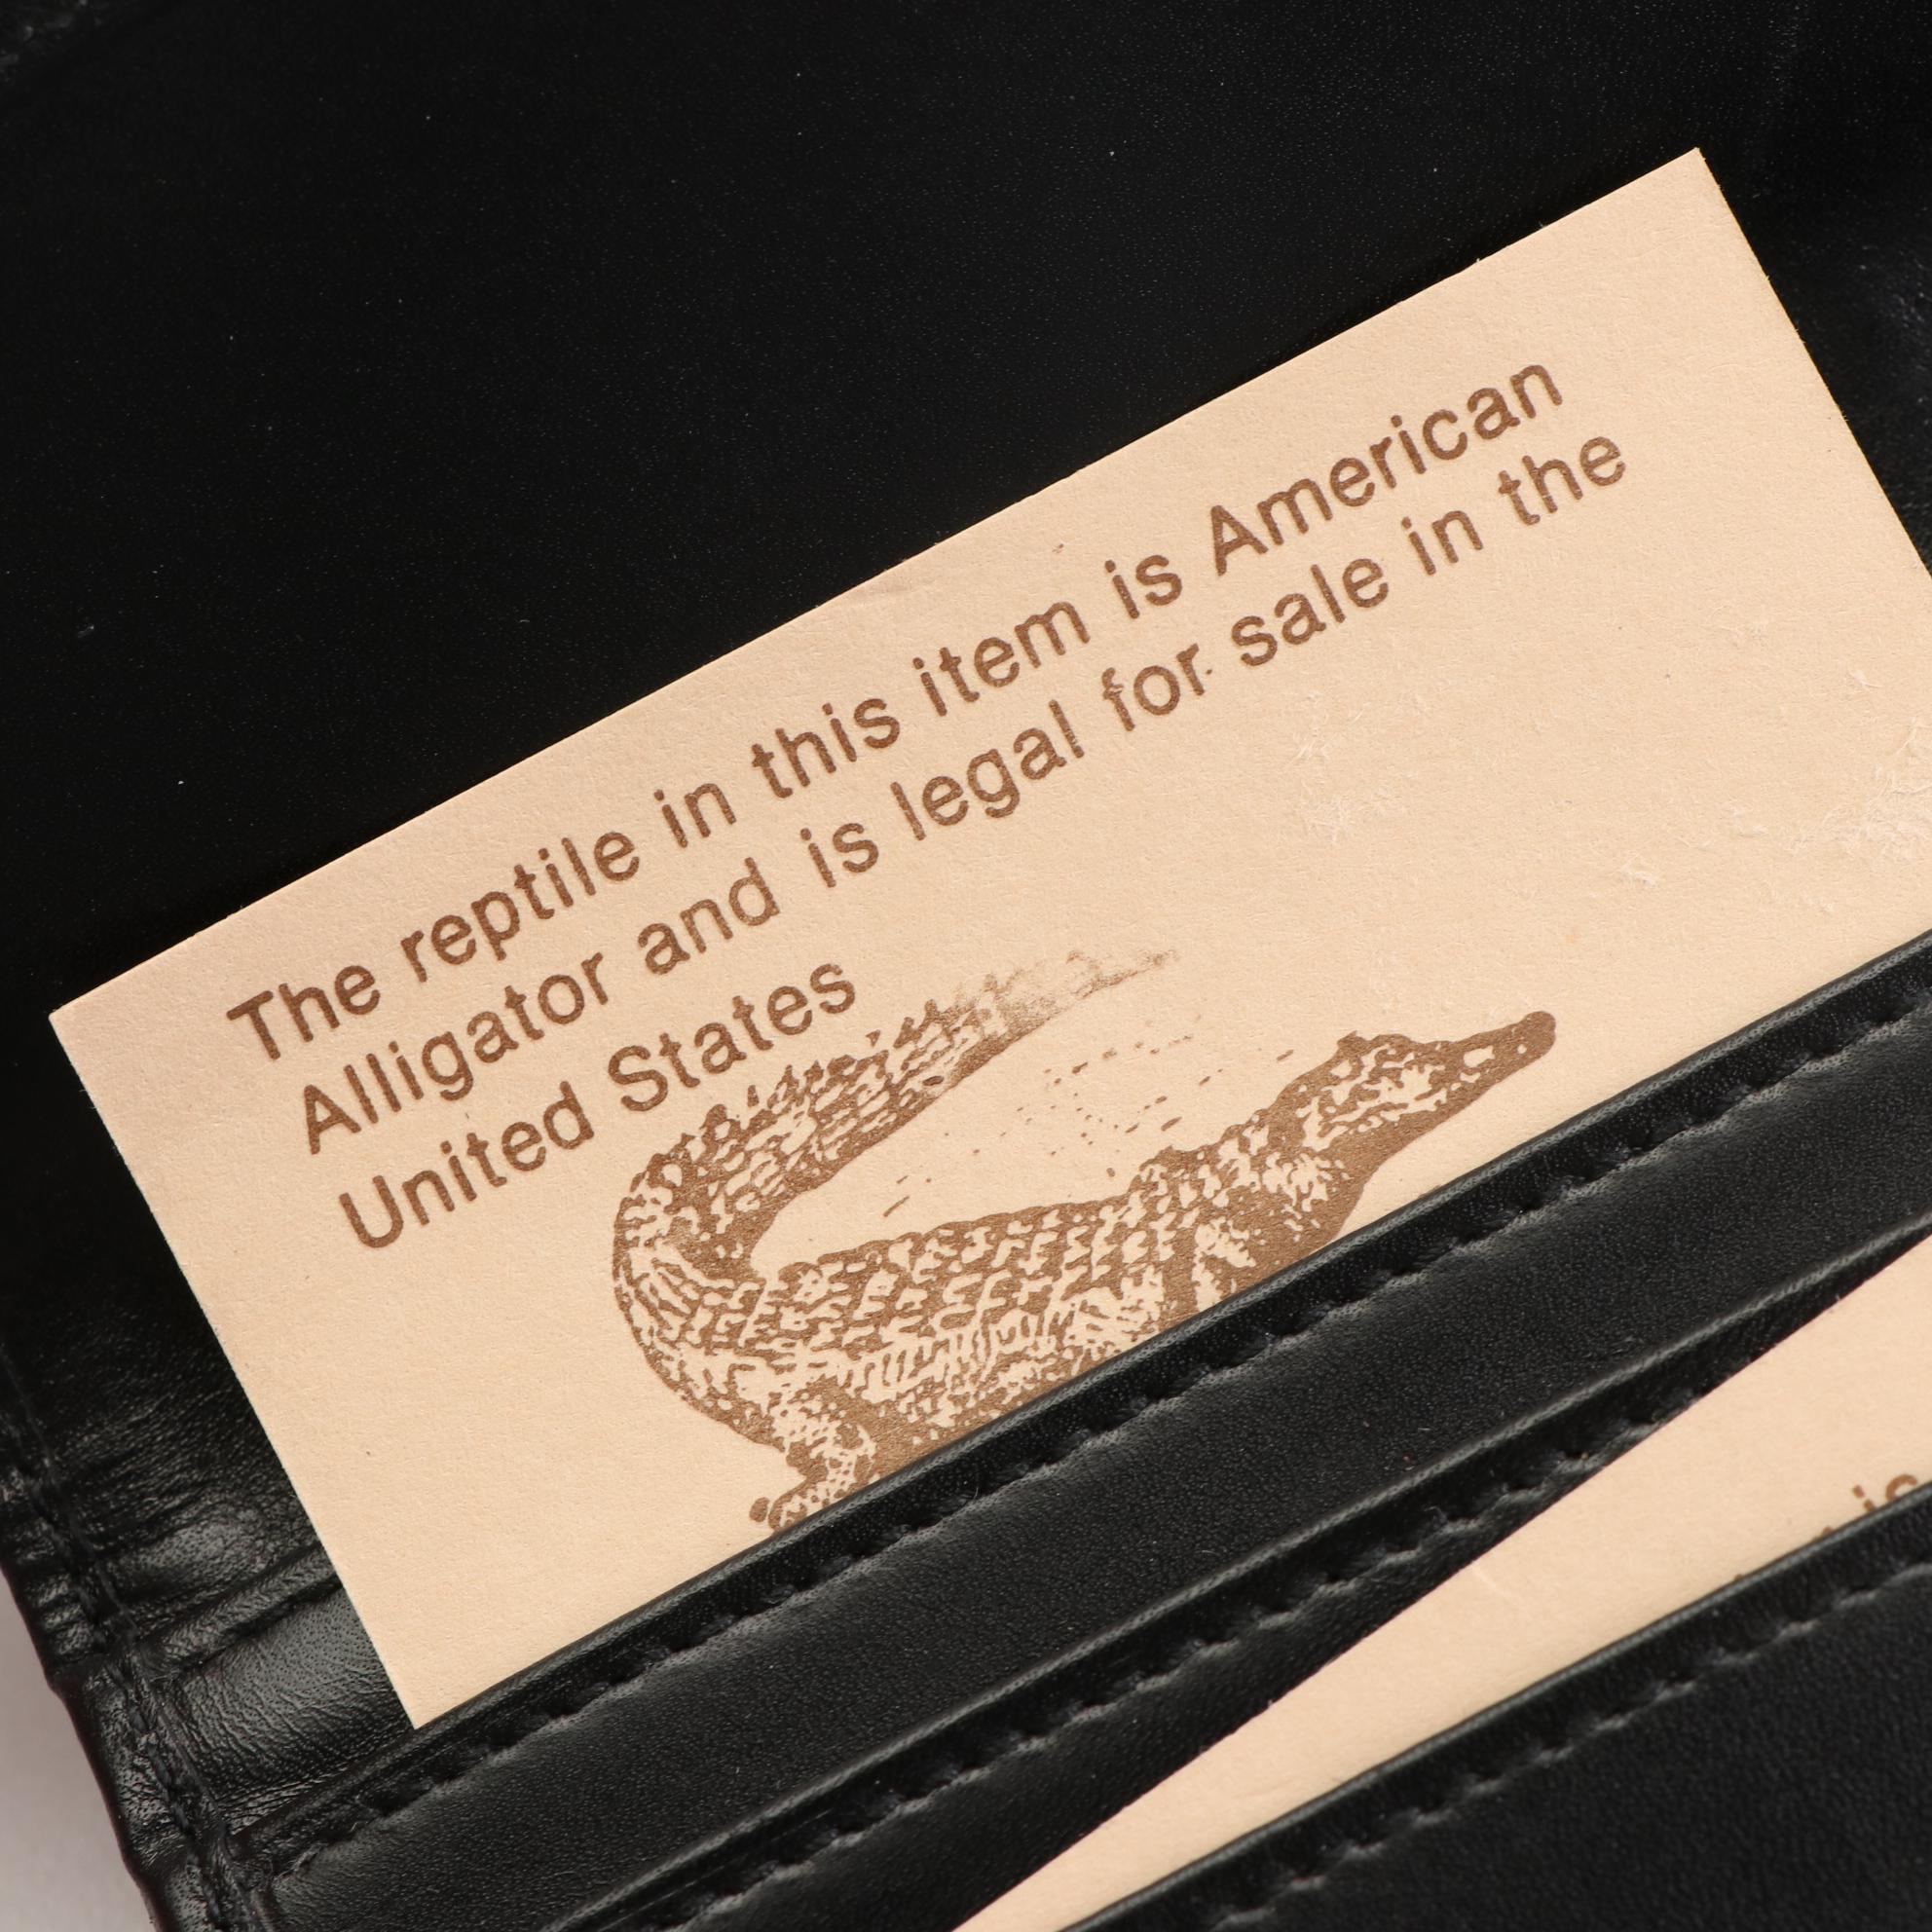 The reptile in this item is American
Alligator and is legal for sale in the
United States